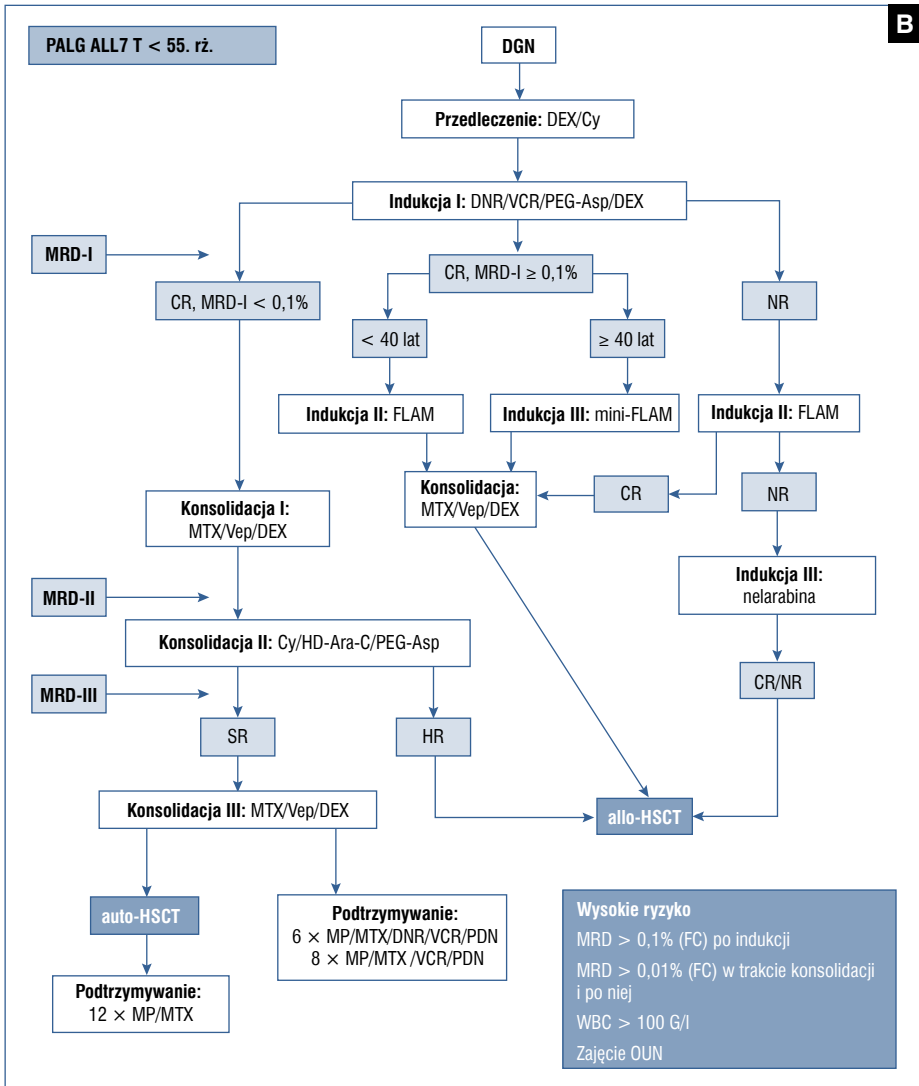 B
PALG ALL7 T < 55. rż.
DGN
Przedleczenie: DEX/Cy
Indukcja I: DNR/VCR/PEG-Asp/DEX
MRD-I
CR, MRD-I ≥ 0,1%
CR, MRD-I < 0,1%
NR
< 40 lat
≥ 40 lat
Indukcja II: FLAM
Indukcja III: mini-FLAM
Indukcja II: FLAM
Konsolidacja:
MTX/Vep/DEX
CR
NR
Konsolidacja I:
MTX/Vep/DEX
Indukcja III:
nelarabina
MRD-II
Konsolidacja II: Cy/HD-Ara-C/PEG-Asp
MRD-III
CR/NR
SR
HR
Konsolidacja III: MTX/Vep/DEX
allo-HSCT
auto-HSCT
Podtrzymywanie:
6 × MP/MTX/DNR/VCR/PDN
8 × MP/MTX /VCR/PDN
Podtrzymywanie:
12 × MP/MTX
Wysokie ryzyko
MRD > 0,1% (FC) po indukcji
MRD > 0,01% (FC) w trakcie konsolidacji
i po niej
WBC > 100 G/l
Zajęcie OUN